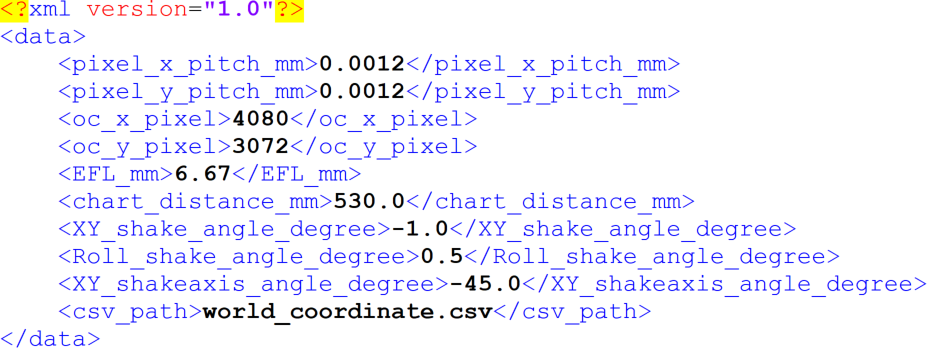 <?xml version="1.0"?>
<data>
    <pixel_x_pitch_mm>0.0012</pixel_x_pitch_mm>
    <pixel_y_pitch_mm>0.0012</pixel_y_pitch_mm>
    <oc_x_pixel>4080</oc_x_pixel>
    <oc_y_pixel>3072</oc_y_pixel>
    <EFL_mm>6.67</EFL_mm>
    <chart_distance_mm>530.0</chart_distance_mm>
    <XY_shake_angle_degree>-1.0</XY_shake_angle_degree>
    <Roll_shake_angle_degree>0.5</Roll_shake_angle_degree>
    <XY_shakeaxis_angle_degree>-45.0</XY_shakeaxis_angle_degree>
    <csv_path>world_coordinate.csv</csv_path>
</data>